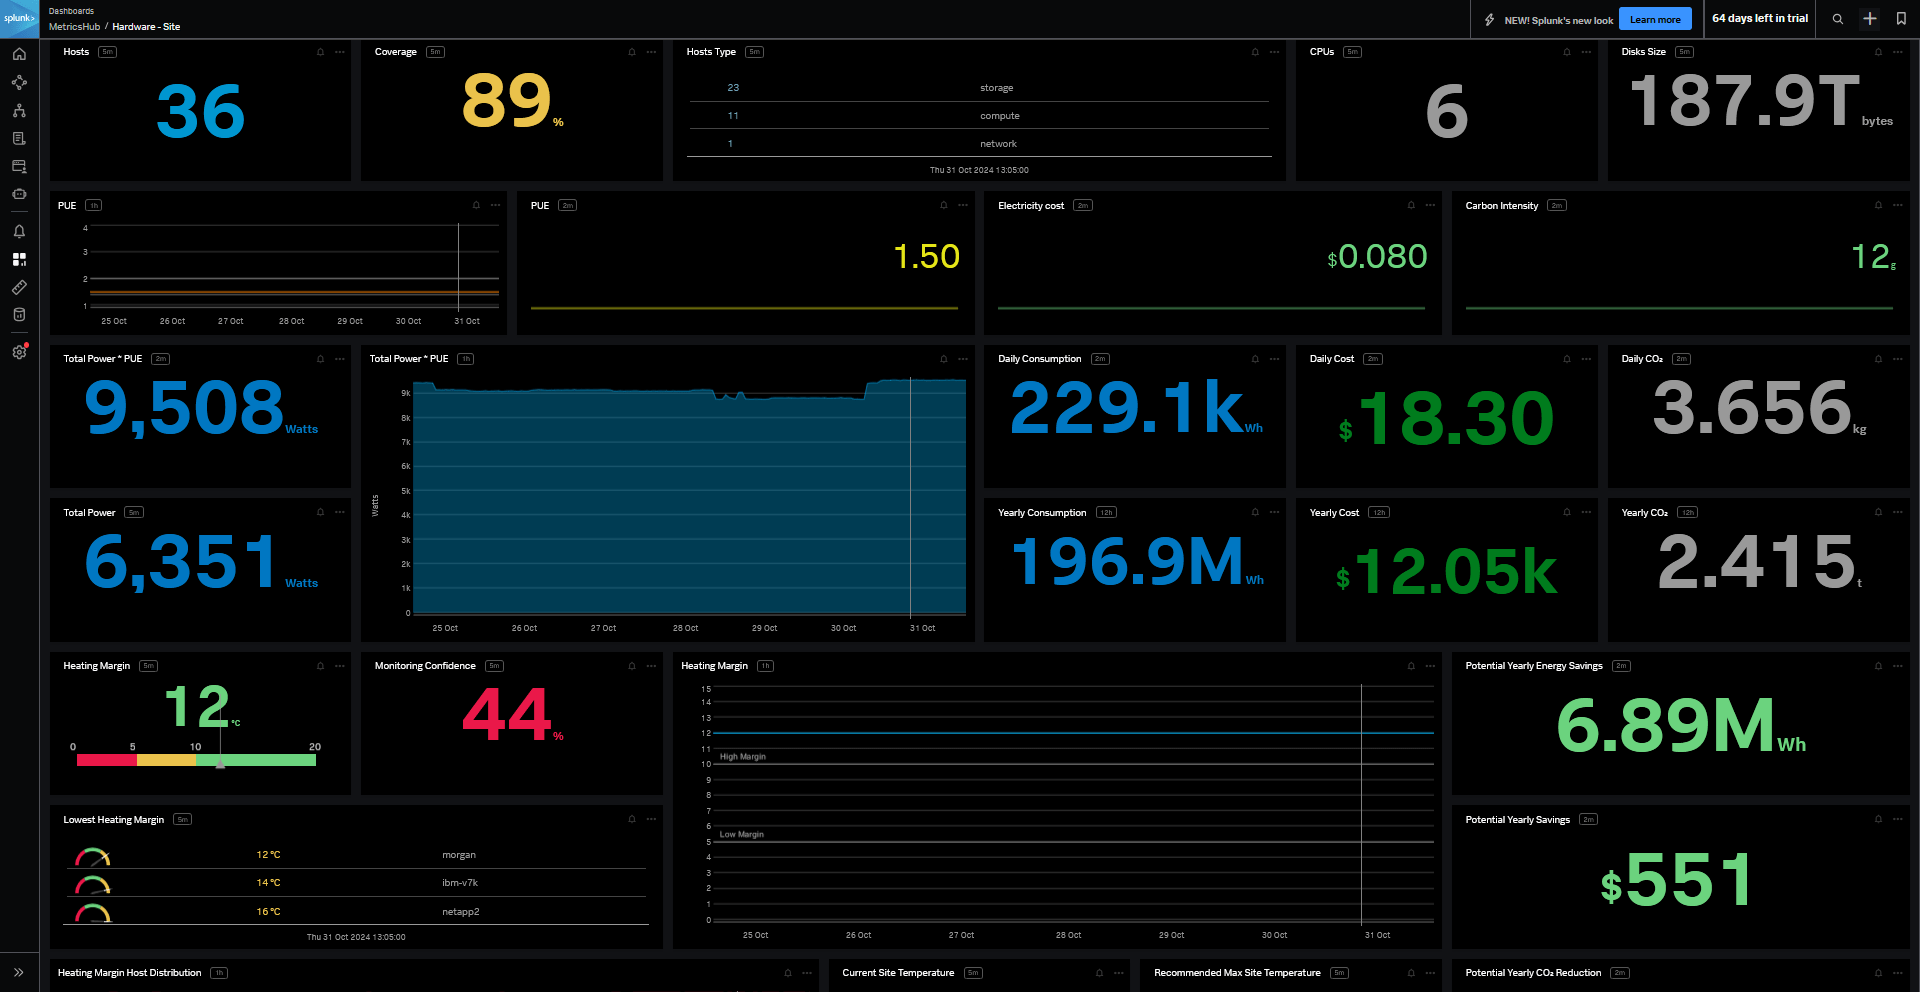 splunk>
Dashboards
MetricsHub / Hardware - Site
NEW! Splunk's new look
Learn more
64 days left in trial
Hosts 5m
36
Coverage 5m
89 %
Hosts Type 5m
23 storage
11 compute
1 network
Thu 31 Oct 2024 13:05:00
CPUs 5m
6
Disks Size 5m
187.9T bytes
PUE 1h
4
3
2
1
25 Oct 26 Oct 27 Oct 28 Oct 29 Oct 30 Oct 31 Oct
PUE 2m
1.50
Electricity cost 2m
$0.080
Carbon Intensity 2m
12g
Total Power * PUE 2m
9,508 Watts
Total Power * PUE 1h
Watts
9k
8k
7k
6k
5k
4k
3k
2k
1k
0
25 Oct 26 Oct 27 Oct 28 Oct 29 Oct 30 Oct 31 Oct
Daily Consumption 2m
229.1k Wh
Daily Cost 2m
$18.30
Daily CO₂ 2m
3.656 kg
Total Power 5m
6,351 Watts
Yearly Consumption 12h
196.9M Wh
Yearly Cost 12h
$12.05k
Yearly CO₂ 12h
2.415 t
Heating Margin 5m
12 °C
0 5 10 20
Monitoring Confidence 5m
44 %
Heating Margin 1h
15
14
13
12
11
High Margin
10
9
8
7
6
Low Margin
5
4
3
2
1
0
25 Oct 26 Oct 27 Oct 28 Oct 29 Oct 30 Oct 31 Oct
Potential Yearly Energy Savings 2m
6.89M Wh
Lowest Heating Margin 5m
12 °C morgan
14 °C ibm-v7k
16 °C netapp2
Thu 31 Oct 2024 13:05:00
Potential Yearly Savings 2m
$551
Heating Margin Host Distribution 1h
Current Site Temperature 5m
Recommended Max Site Temperature 5m
Potential Yearly CO₂ Reduction 2m